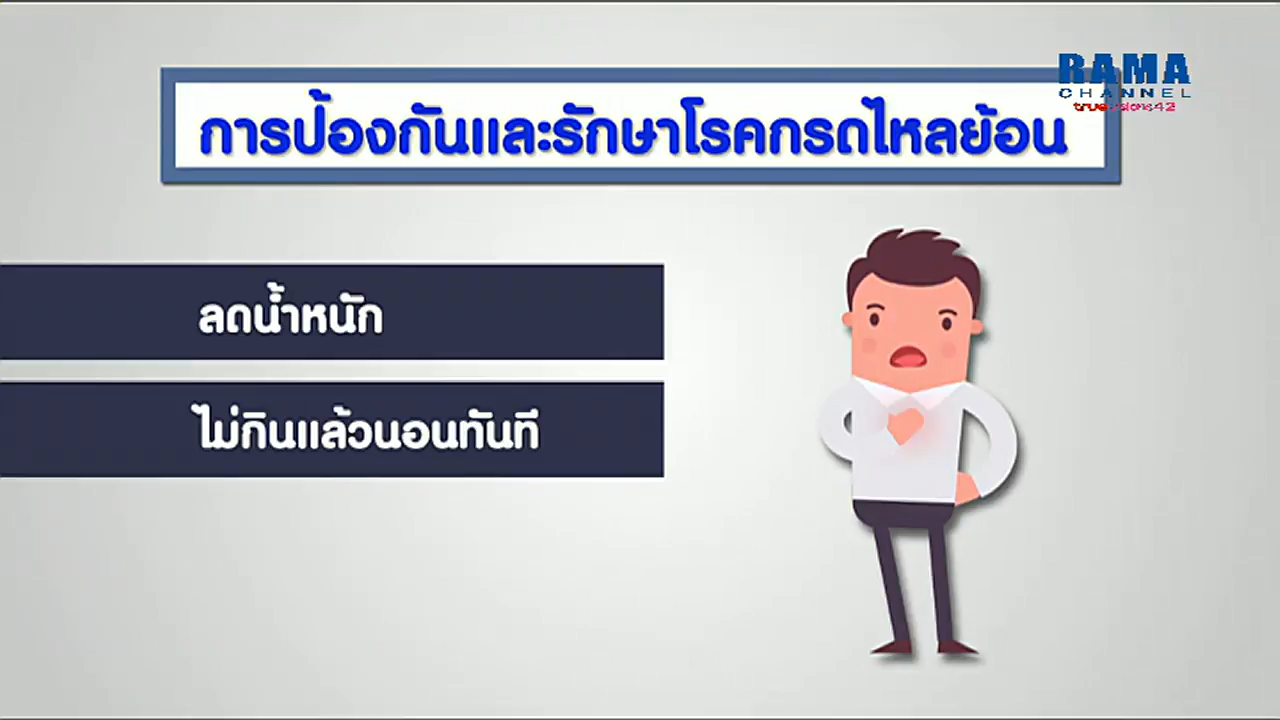 RAMA
CHANNEL
truevisions42
การป้องกันและรักษาโรคกรดไหลย้อน
ลดน้ำหนัก
ไม่กินแล้วนอนทันที